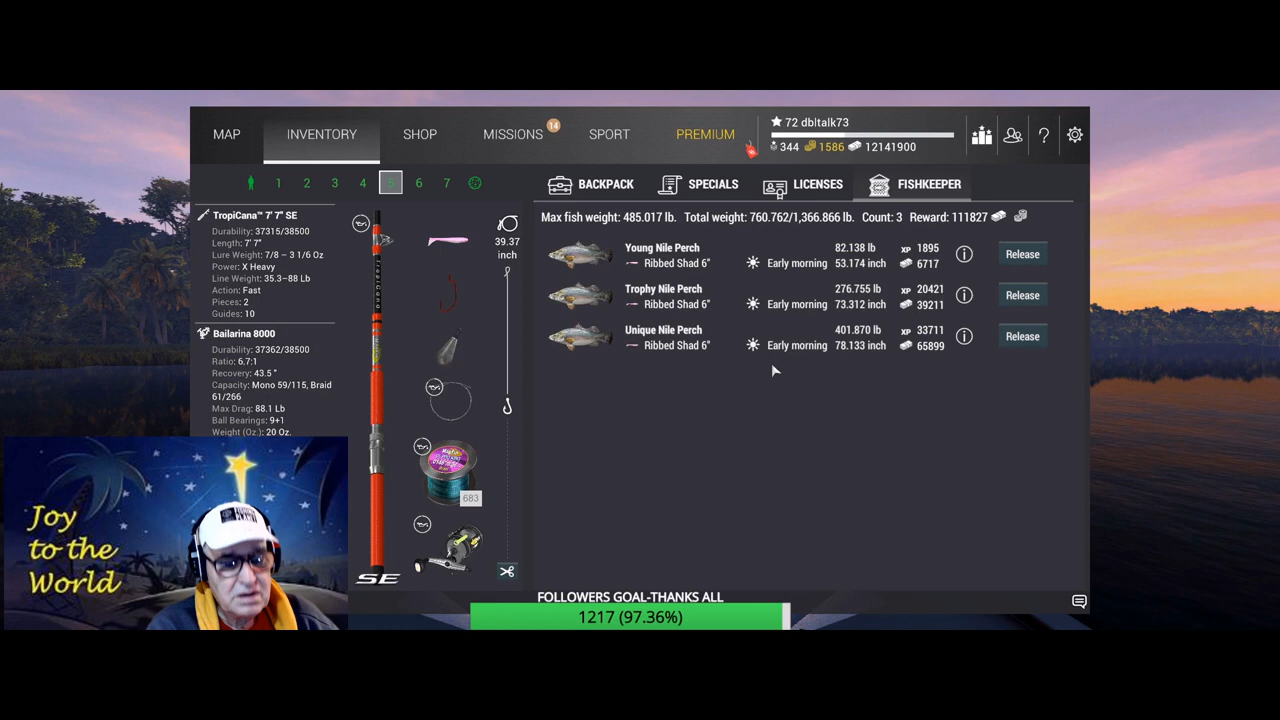 MAP
INVENTORY
SHOP
MISSIONS
14
SPORT
PREMIUM
72 dbltalk73
344 1586 12141900
1 2 3 4 5 6 7
BACKPACK
SPECIALS
LICENSES
FISHKEEPER
TropiCana™ 7' 7" SE
Durability: 37315/38500
Length: 7' 7"
Lure Weight: 7/8 – 3 1/6 Oz
Power: X Heavy
Line Weight: 35.3–88 Lb
Action: Fast
Pieces: 2
Guides: 10
Bailarina 8000
Durability: 37362/38500
Ratio: 6.7:1
Recovery: 43.5 "
Capacity: Mono 59/115, Braid
61/266
Max Drag: 88.1 Lb
Ball Bearings: 9+1
Weight (Oz.): 20 Oz.
39.37
inch
683
SE
Max fish weight: 485.017 lb. Total weight: 760.762/1,366.866 lb. Count: 3 Reward: 111827
Young Nile Perch 82.138 lb XP 1895
Ribbed Shad 6" Early morning 53.174 inch 6717
Release
Trophy Nile Perch 276.755 lb XP 20421
Ribbed Shad 6" Early morning 73.312 inch 39211
Release
Unique Nile Perch 401.870 lb XP 33711
Ribbed Shad 6" Early morning 78.133 inch 65899
Release
Joy
to the
World
FOLLOWERS GOAL-THANKS ALL
1217 (97.36%)